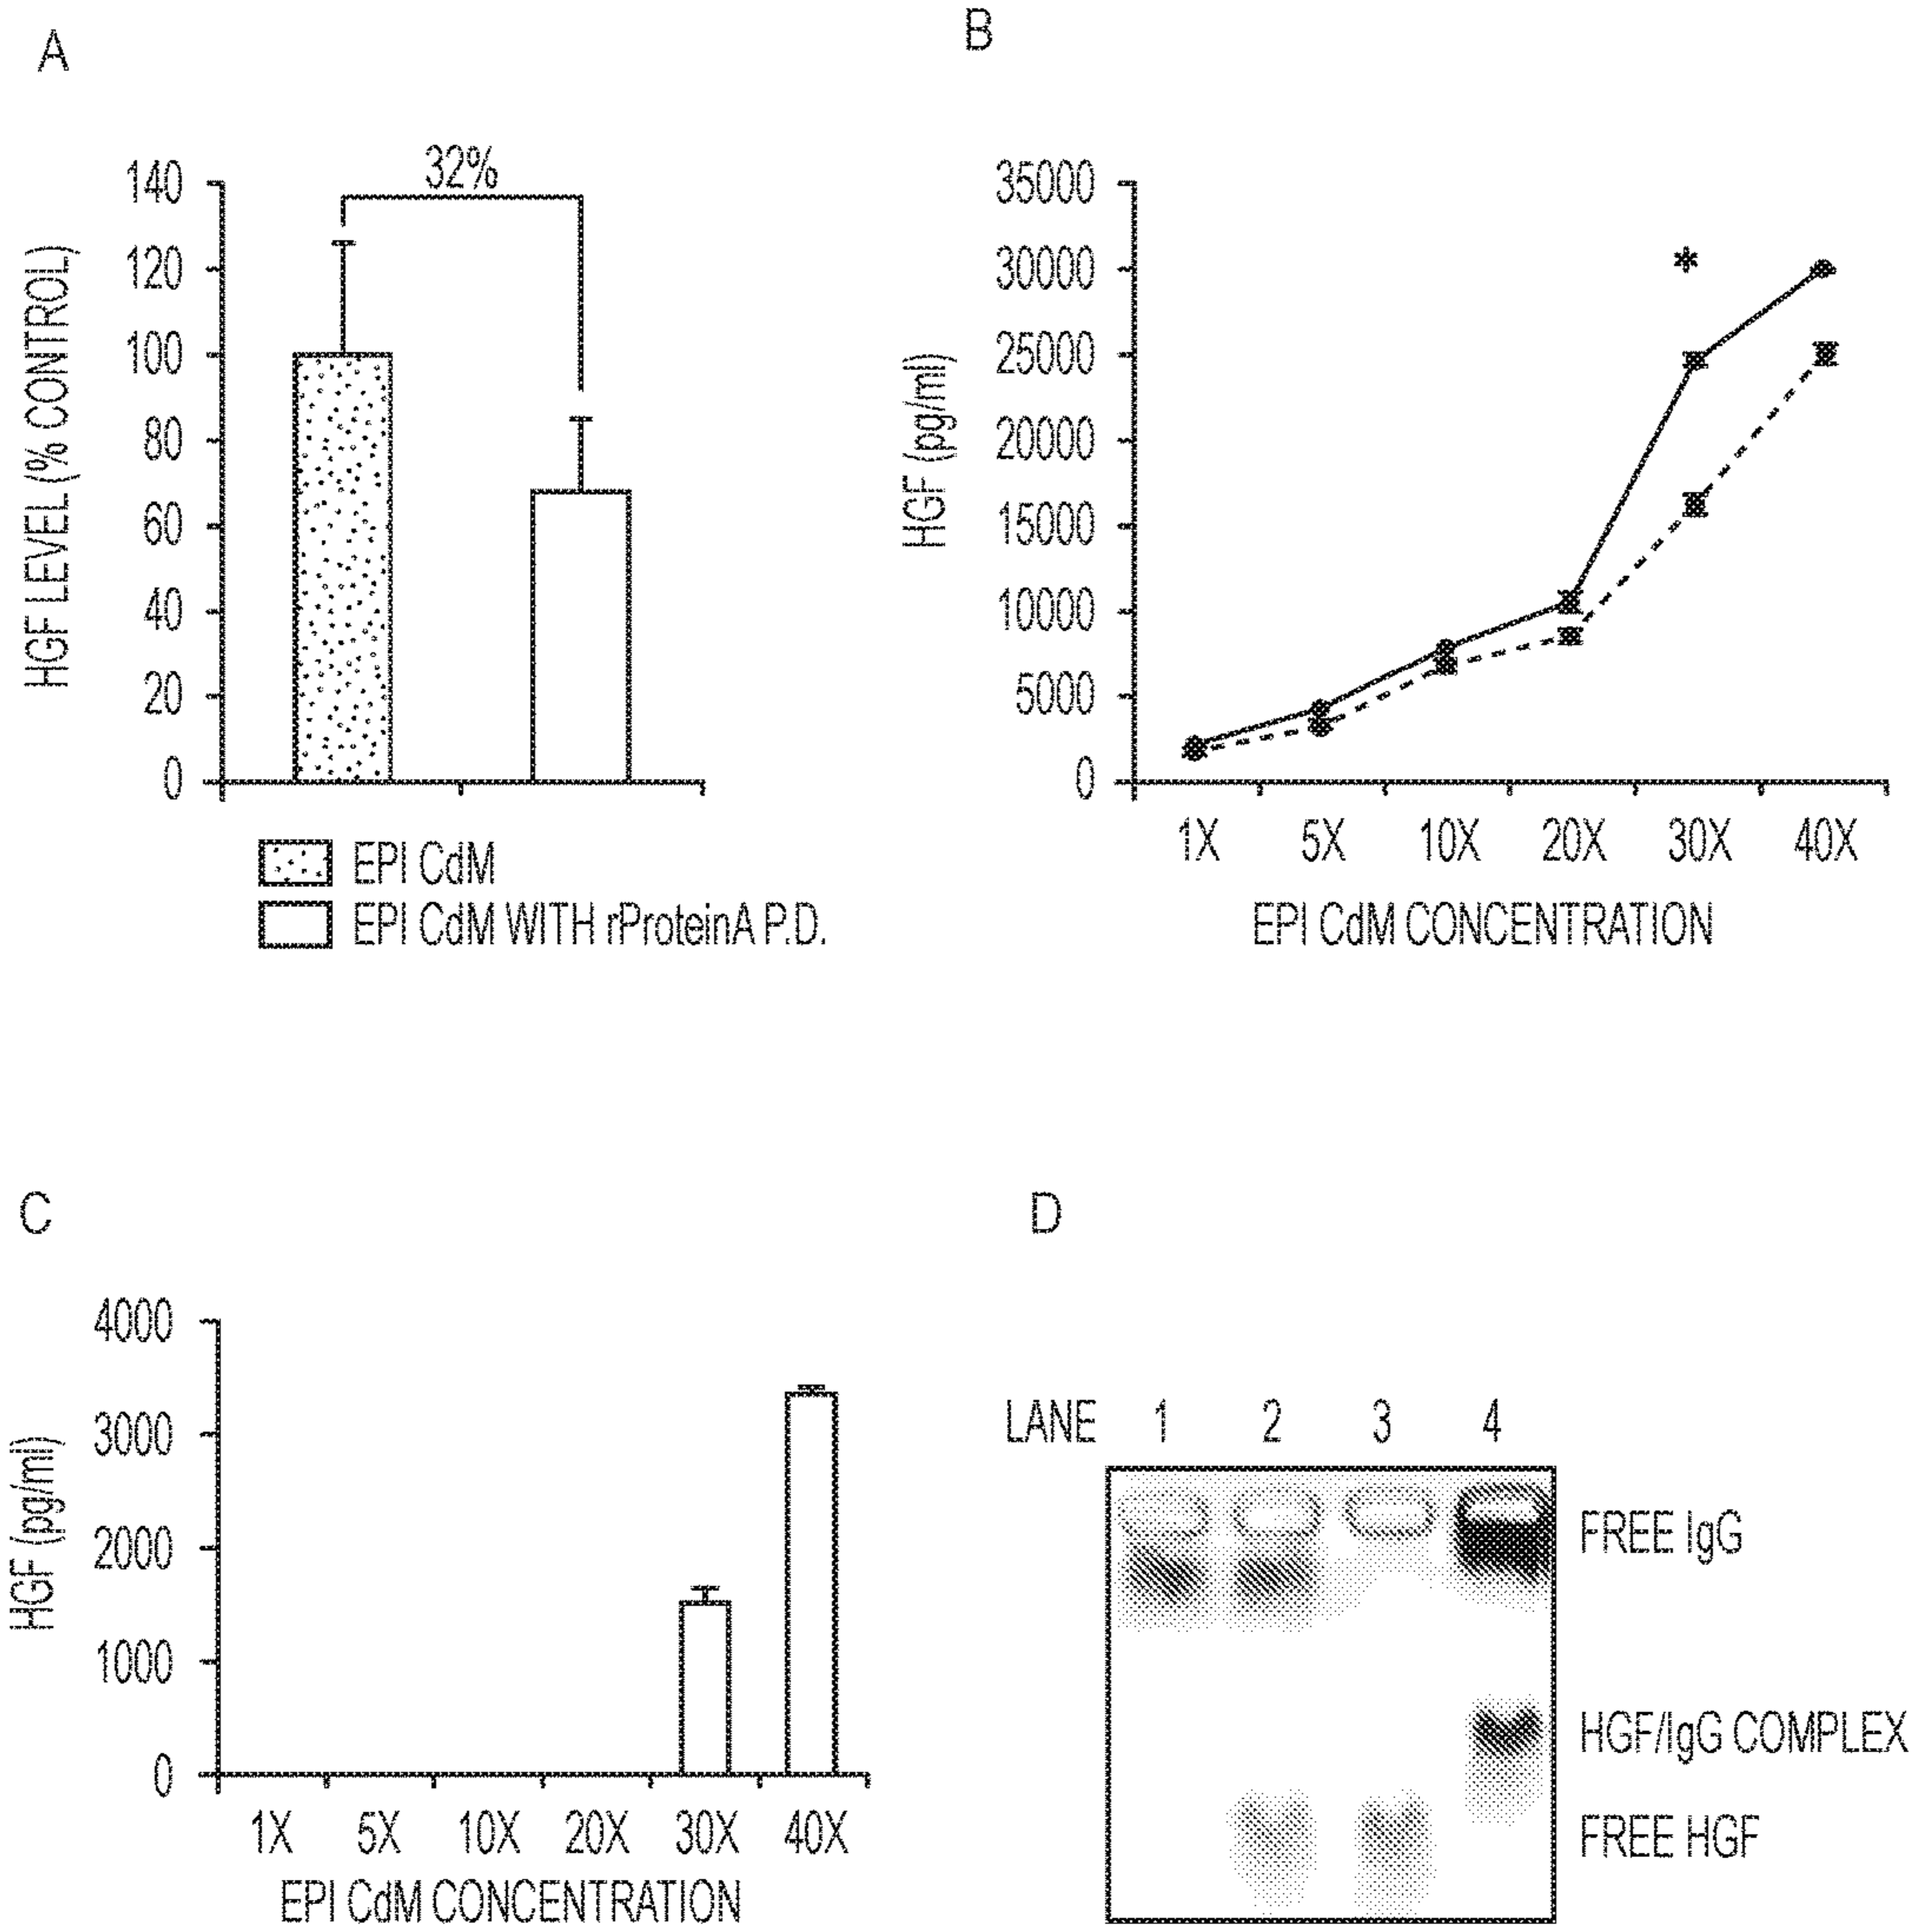 A
32%
140
120
100
80
60
40
20
0
HGF LEVEL (% CONTROL)
EPI CdM
EPI CdM WITH rProteinA P.D.
B
35000
30000
25000
20000
15000
10000
5000
0
HGF (pg/ml)
*
1X 5X 10X 20X 30X 40X
EPI CdM CONCENTRATION
C
4000
3000
2000
1000
0
HGF (pg/ml)
1X 5X 10X 20X 30X 40X
EPI CdM CONCENTRATION
D
LANE 1 2 3 4
FREE IgG
HGF/IgG COMPLEX
FREE HGF